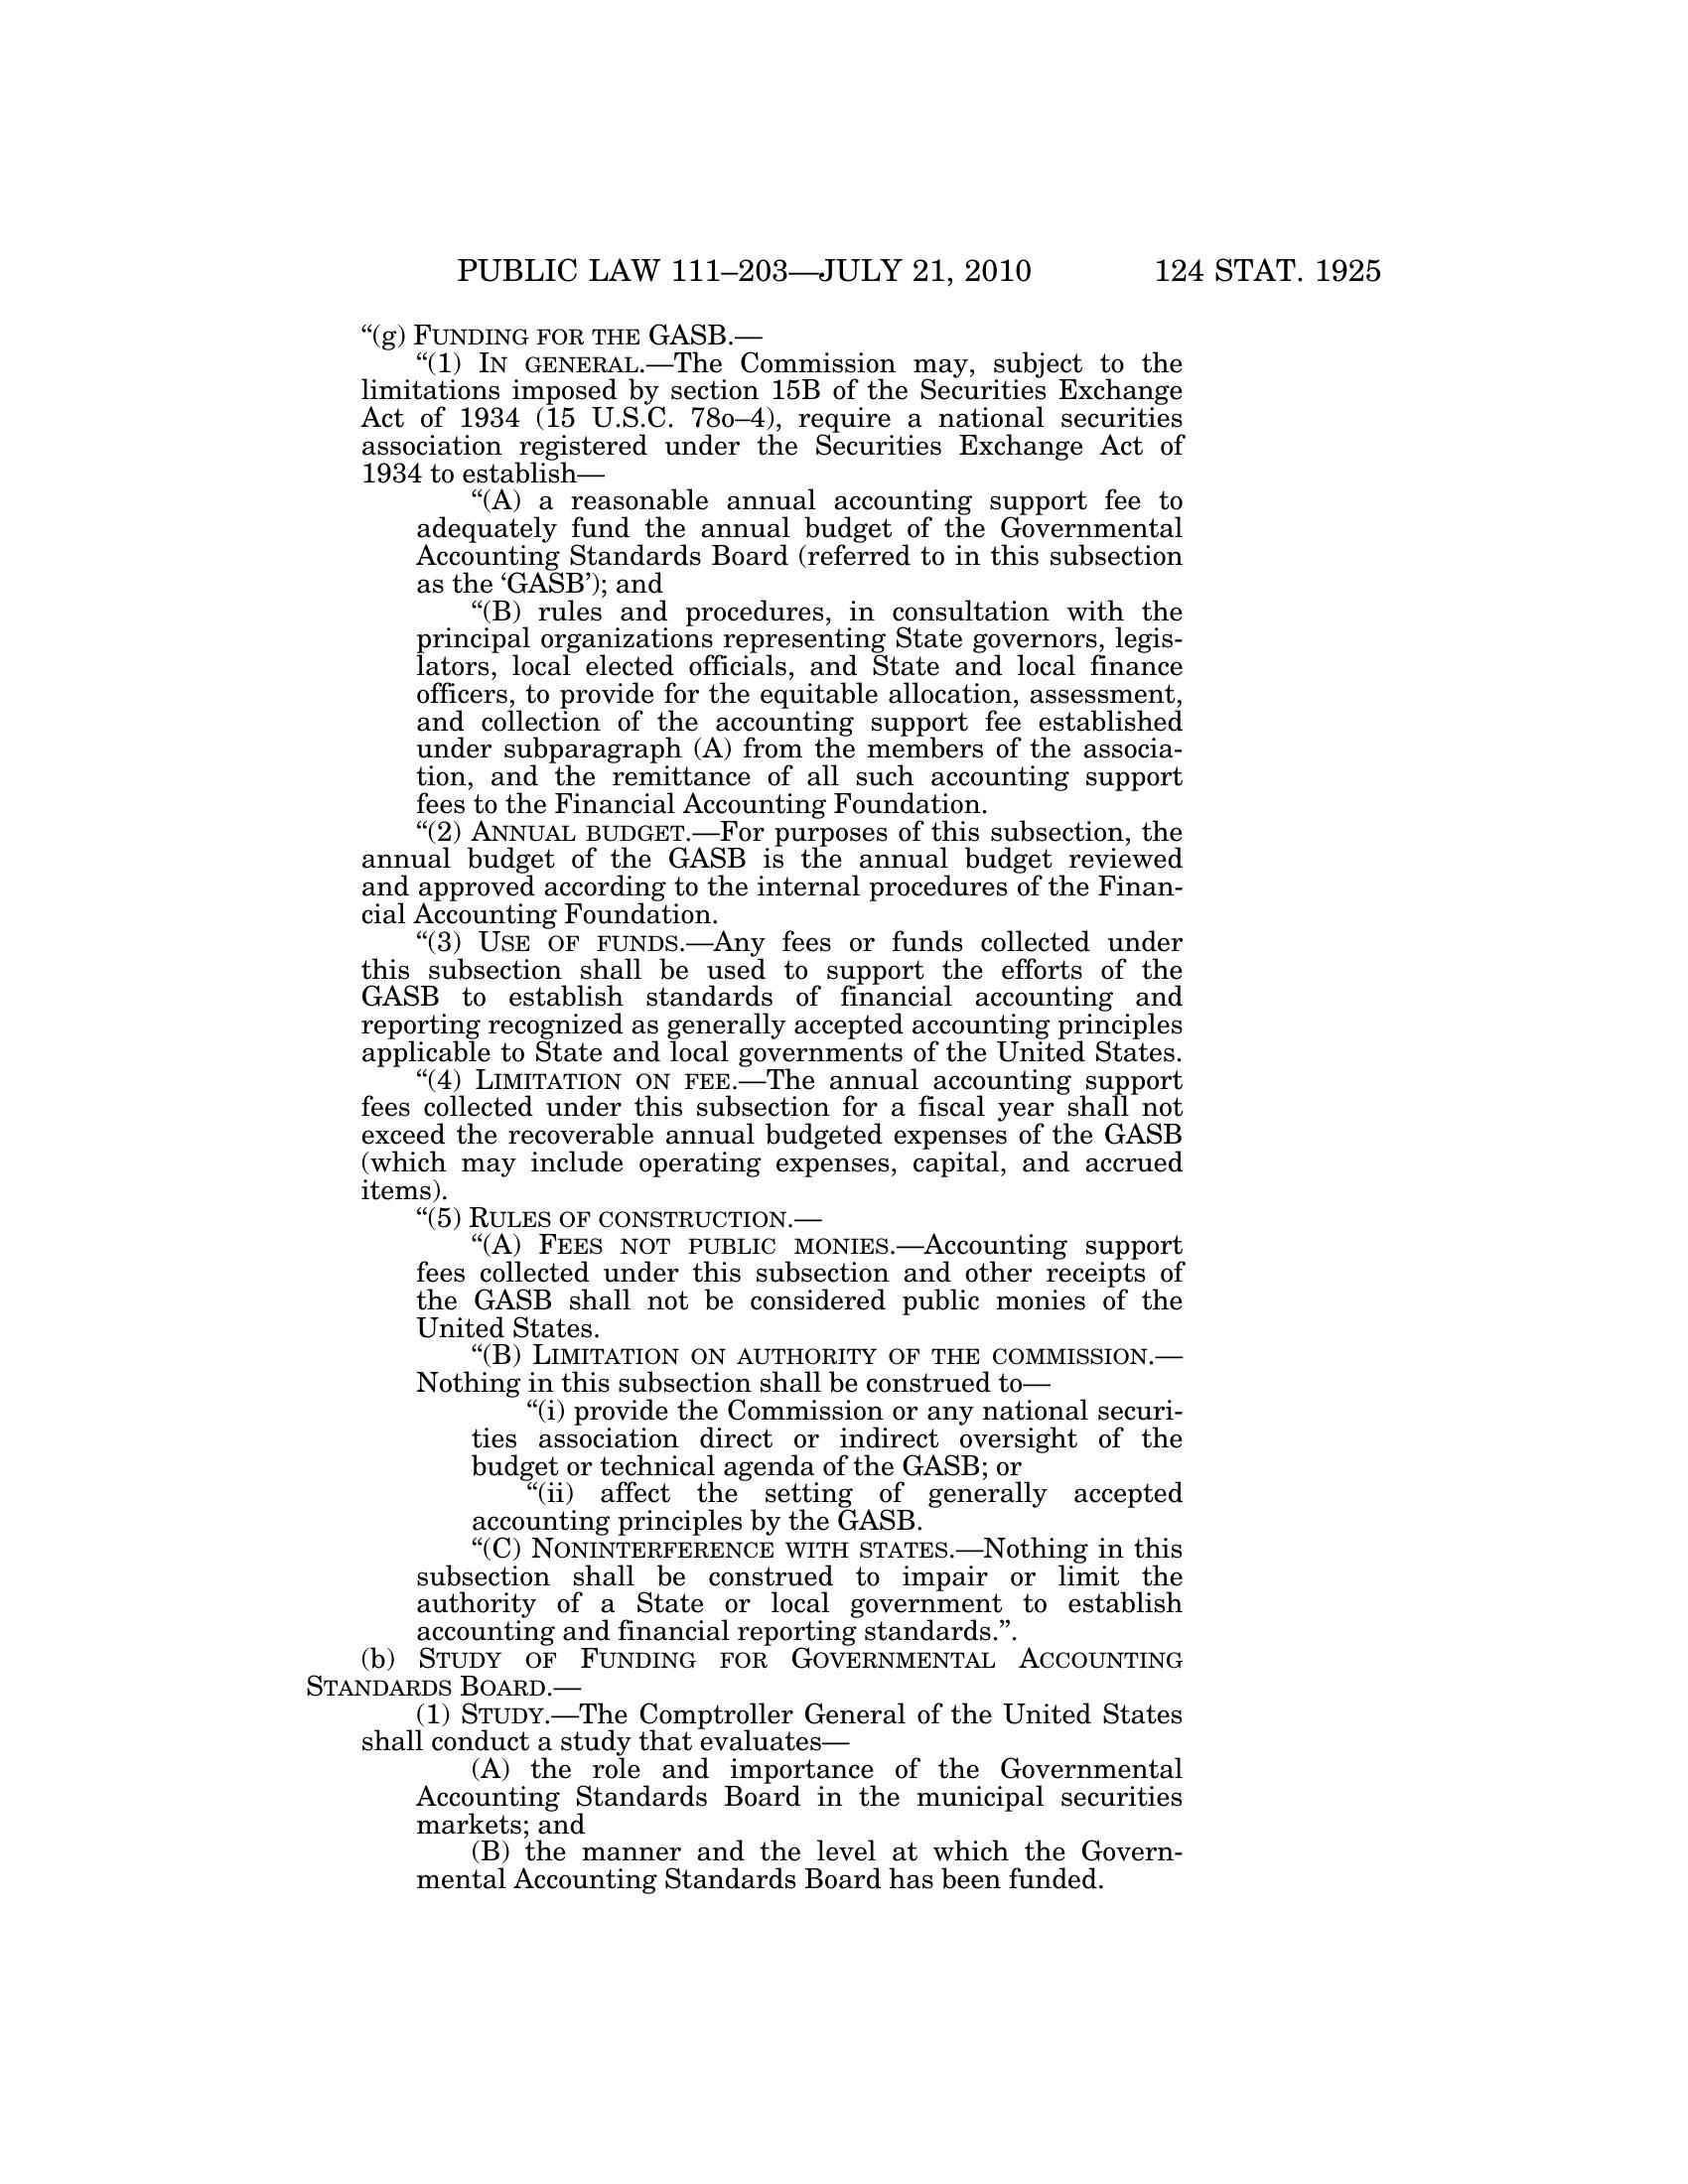 PUBLIC LAW 111–203—JULY 21, 2010 124 STAT. 1925
“(g) FUNDING FOR THE GASB.—
“(1) IN GENERAL.—The Commission may, subject to the
limitations imposed by section 15B of the Securities Exchange
Act of 1934 (15 U.S.C. 78o–4), require a national securities
association registered under the Securities Exchange Act of
1934 to establish—
“(A) a reasonable annual accounting support fee to
adequately fund the annual budget of the Governmental
Accounting Standards Board (referred to in this subsection
as the ‘GASB’); and
“(B) rules and procedures, in consultation with the
principal organizations representing State governors, legis-
lators, local elected officials, and State and local finance
officers, to provide for the equitable allocation, assessment,
and collection of the accounting support fee established
under subparagraph (A) from the members of the associa-
tion, and the remittance of all such accounting support
fees to the Financial Accounting Foundation.
“(2) ANNUAL BUDGET.—For purposes of this subsection, the
annual budget of the GASB is the annual budget reviewed
and approved according to the internal procedures of the Finan-
cial Accounting Foundation.
“(3) USE OF FUNDS.—Any fees or funds collected under
this subsection shall be used to support the efforts of the
GASB to establish standards of financial accounting and
reporting recognized as generally accepted accounting principles
applicable to State and local governments of the United States.
“(4) LIMITATION ON FEE.—The annual accounting support
fees collected under this subsection for a fiscal year shall not
exceed the recoverable annual budgeted expenses of the GASB
(which may include operating expenses, capital, and accrued
items).
“(5) RULES OF CONSTRUCTION.—
“(A) FEES NOT PUBLIC MONIES.—Accounting support
fees collected under this subsection and other receipts of
the GASB shall not be considered public monies of the
United States.
“(B) LIMITATION ON AUTHORITY OF THE COMMISSION.—
Nothing in this subsection shall be construed to—
“(i) provide the Commission or any national securi-
ties association direct or indirect oversight of the
budget or technical agenda of the GASB; or
“(ii) affect the setting of generally accepted
accounting principles by the GASB.
“(C) NONINTERFERENCE WITH STATES.—Nothing in this
subsection shall be construed to impair or limit the
authority of a State or local government to establish
accounting and financial reporting standards.”.
(b) STUDY OF FUNDING FOR GOVERNMENTAL ACCOUNTING
STANDARDS BOARD.—
(1) STUDY.—The Comptroller General of the United States
shall conduct a study that evaluates—
(A) the role and importance of the Governmental
Accounting Standards Board in the municipal securities
markets; and
(B) the manner and the level at which the Govern-
mental Accounting Standards Board has been funded.